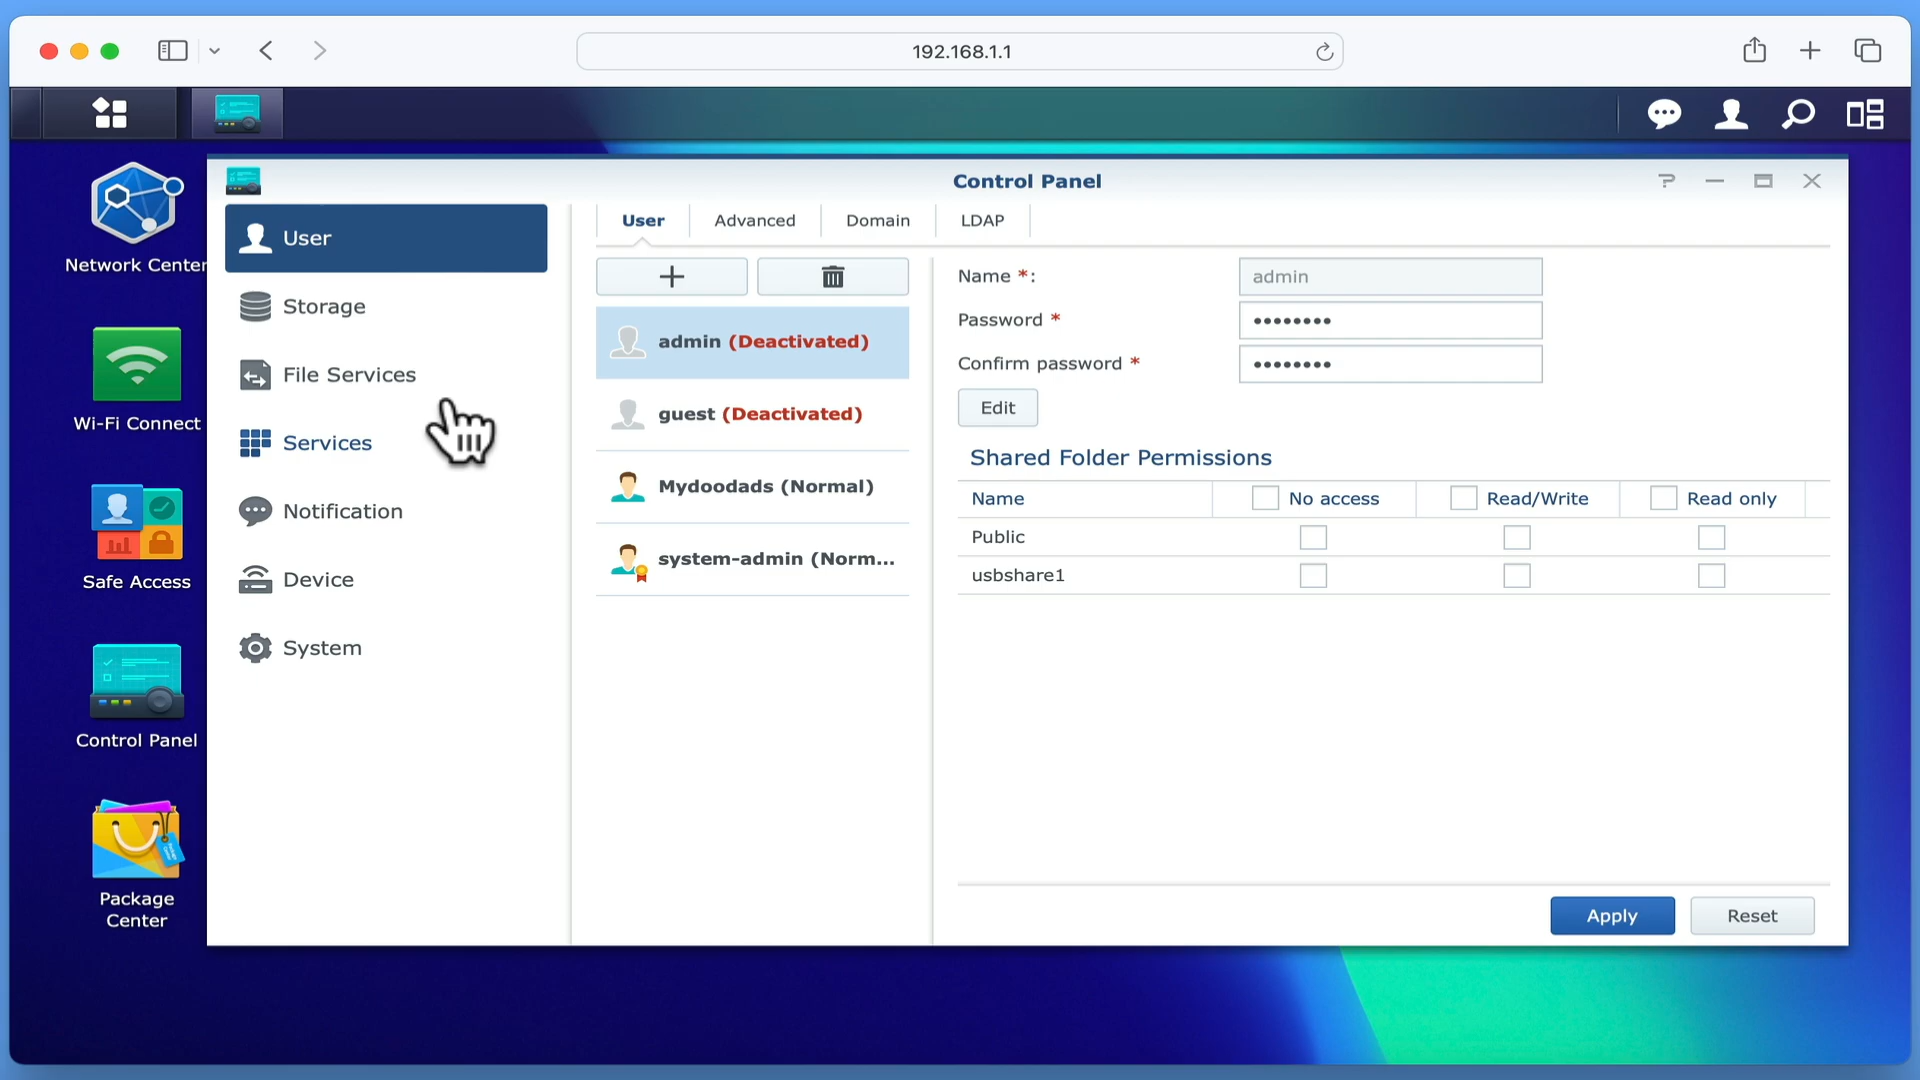 192.168.1.1
Network Center
Wi-Fi Connect
Safe Access
Control Panel
Package
Center
Control Panel
User
Storage
File Services
Services
Notification
Device
System
User
Advanced
Domain
LDAP
admin (Deactivated)
guest (Deactivated)
Mydoodads (Normal)
system-admin (Norm...
Name *:
admin
Password *
••••••••
Confirm password *
••••••••
Edit
Shared Folder Permissions
Name
No access
Read/Write
Read only
Public
usbshare1
Apply
Reset